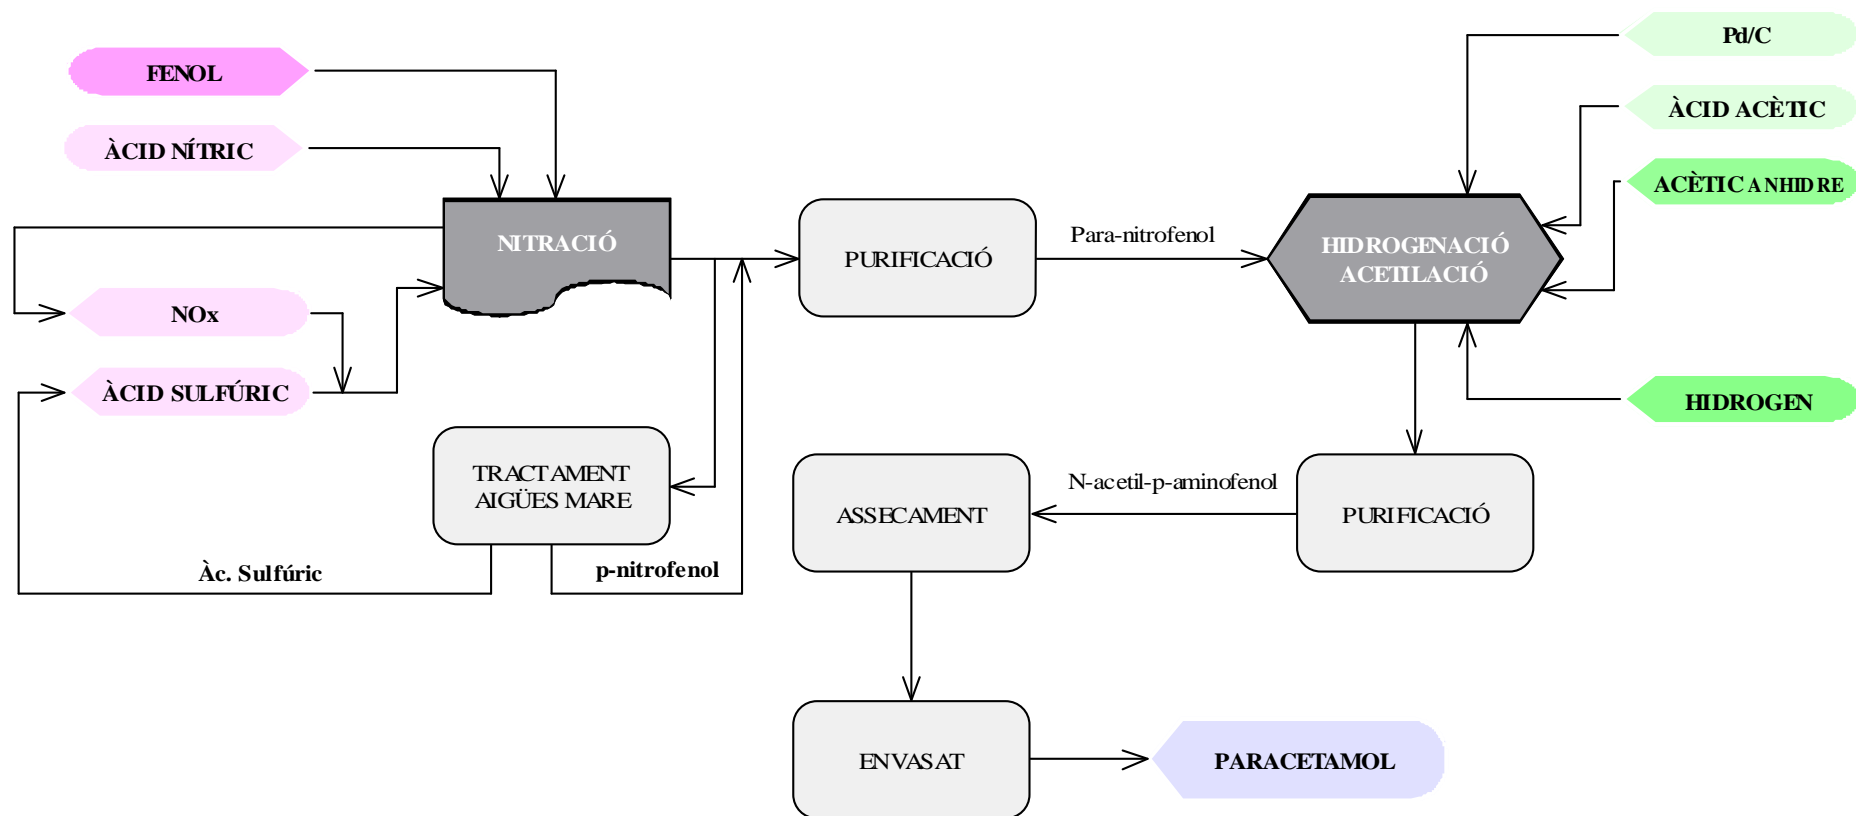 FENOL
ÀCID NÍTRIC
NITRACIÓ
NOx
ÀCID SULFÚRIC
TRACTAMENT
AIGÜES MARE
Àc. Sulfúric
p-nitrofenol
PURIFICACIÓ
Para-nitrofenol
Pd/C
ÀCID ACÈTIC
ACÈTIC ANHIDRE
HIDROGENACIÓ
ACETILACIÓ
HIDROGEN
PURIFICACIÓ
N-acetil-p-aminofenol
ASSECAMENT
ENVASAT
PARACETAMOL